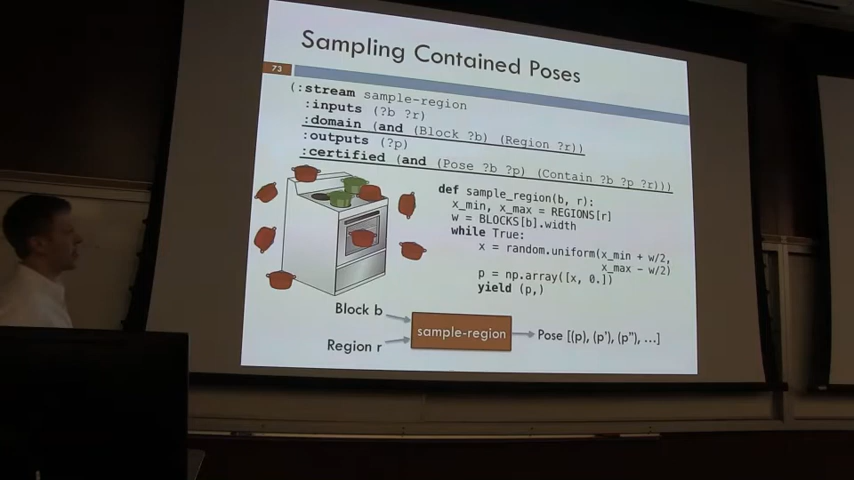 Sampling Contained Poses
73
(:stream sample-region
:inputs (?b ?r)
:domain (and (Block ?b) (Region ?r))
:outputs (?p)
:certified (and (Pose ?b ?p) (Contain ?b ?p ?r)))
def sample_region(b, r):
x_min, x_max = REGIONS[r]
w = BLOCKS[b].width
while True:
x = random.uniform(x_min + w/2,
x_max - w/2)
p = np.array([x, 0.])
yield (p,)
Block b
Region r
sample-region
Pose [(p), (p'), (p''), ...]